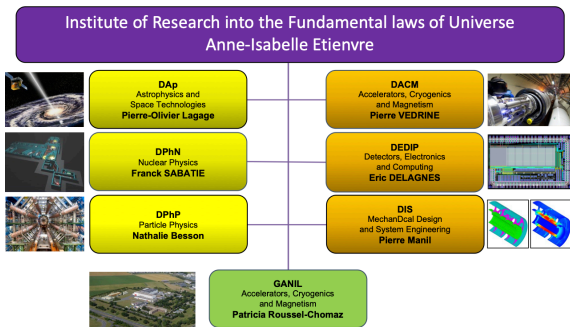 Institute of Research into the Fundamental laws of Universe
Anne-Isabelle Etienvre
DAp
Astrophysics and
Space Technologies
Pierre-Olivier Lagage
DACM
Accelerators, Cryogenics
and Magnetism
Pierre VEDRINE
DPhN
Nuclear Physics
Franck SABATIE
DEDIP
Detectors, Electronics
and Computing
Eric DELAGNES
DPhP
Particle Physics
Nathalie Besson
DIS
MechanDcal Design
and System Engineering
Pierre Manil
GANIL
Accelerators, Cryogenics
and Magnetism
Patricia Roussel-Chomaz